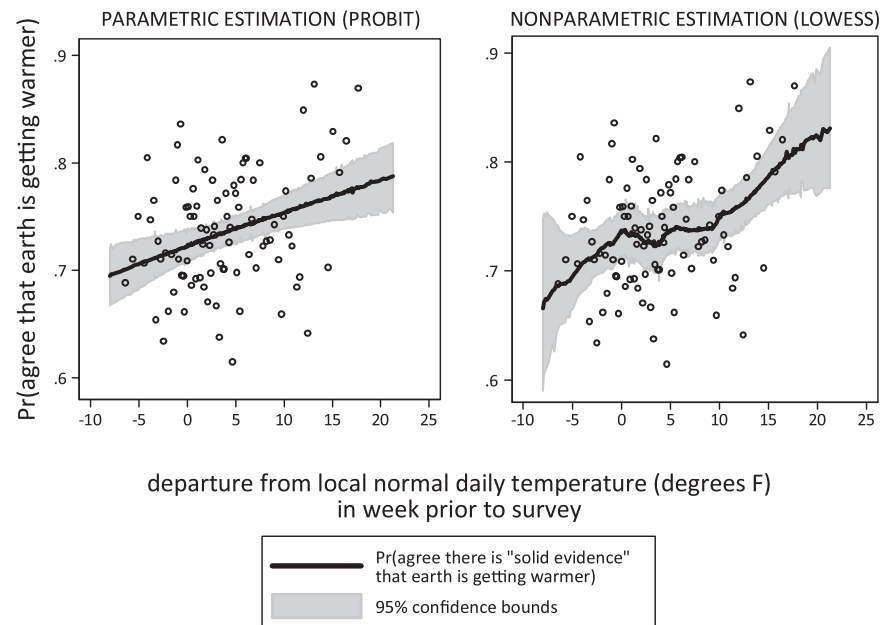 PARAMETRIC ESTIMATION (PROBIT)
NONPARAMETRIC ESTIMATION (LOWESS)
Pr(agree that earth is getting warmer)
.9
.8
.7
.6
-10 -5 0 5 10 15 20 25
.9
.8
.7
.6
-10 -5 0 5 10 15 20 25
departure from local normal daily temperature (degrees F)
in week prior to survey
Pr(agree there is "solid evidence"
that earth is getting warmer)
95% confidence bounds